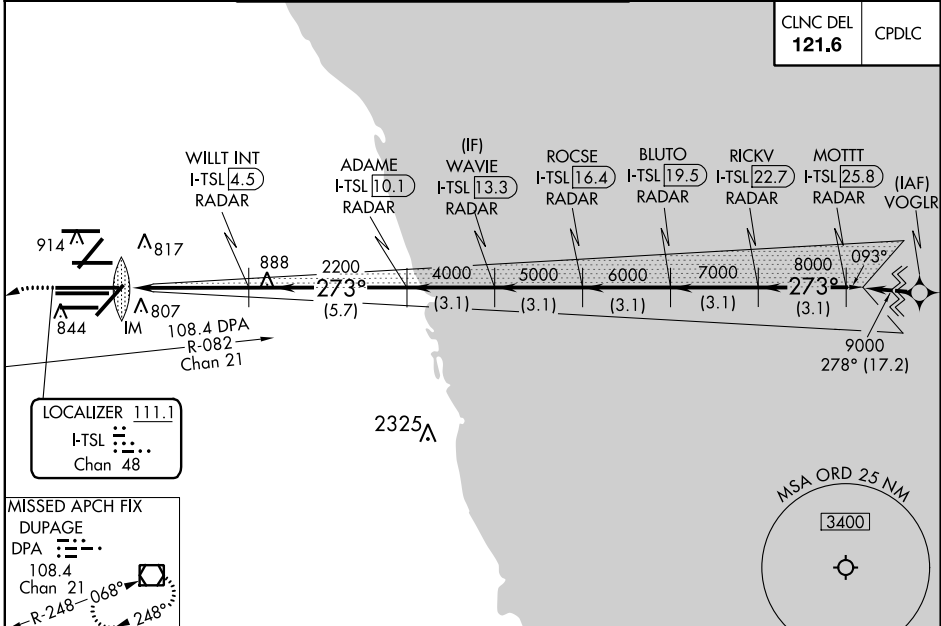 CLNC DEL
121.6
CPDLC
WILLT INT
I-TSL 4.5
RADAR
ADAME
I-TSL 10.1
RADAR
(IF)
WAVIE
I-TSL 13.3
RADAR
ROCSE
I-TSL 16.4
RADAR
BLUTO
I-TSL 19.5
RADAR
RICKV
I-TSL 22.7
RADAR
MOTTT
I-TSL 25.8
RADAR
(IAF)
VOGLR
914
817
888
2200
4000
5000
6000
7000
8000
093°
273°
273°
(5.7)
(3.1)
(3.1)
(3.1)
(3.1)
(3.1)
844
807
IM
108.4 DPA
R-082
Chan 21
9000
278° (17.2)
LOCALIZER 111.1
I-TSL
Chan 48
2325
MISSED APCH FIX
DUPAGE
DPA
108.4
Chan 21
R-248
068°
248°
MSA ORD 25 NM
3400